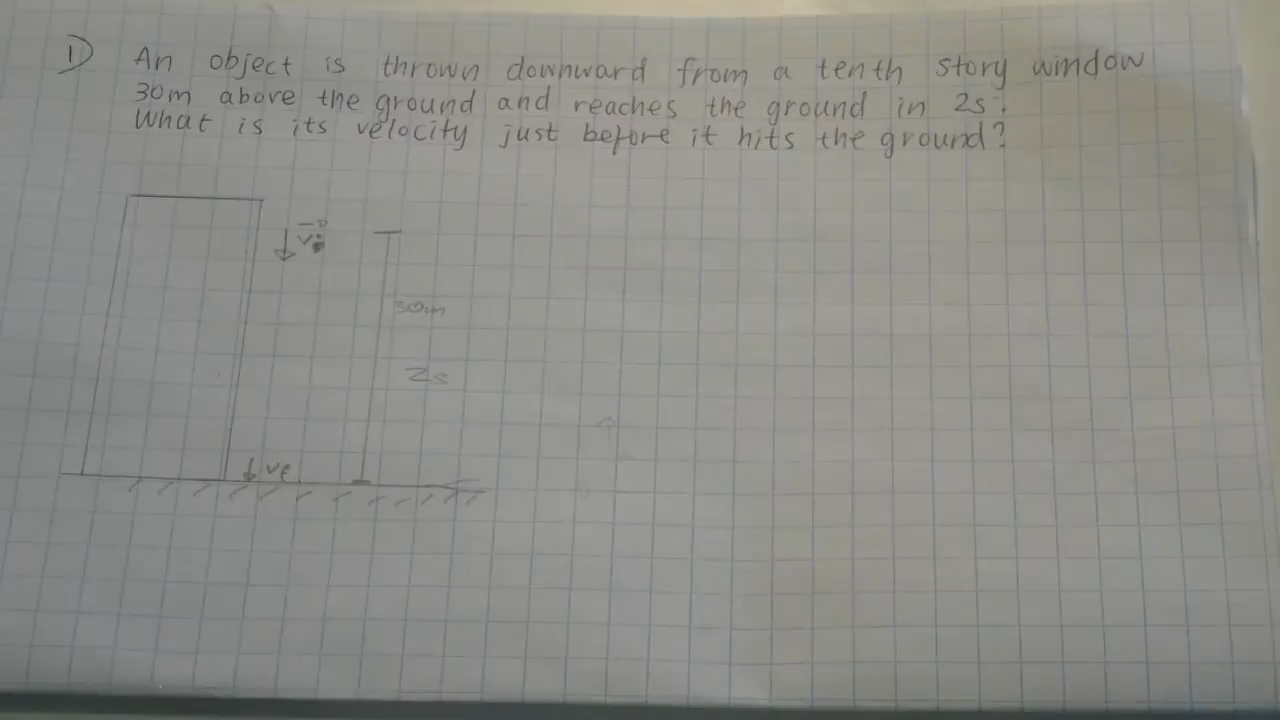 1) An object is thrown downward from a tenth story window
30m above the ground and reaches the ground in 2s.
What is its velocity just before it hits the ground?
30m
2s